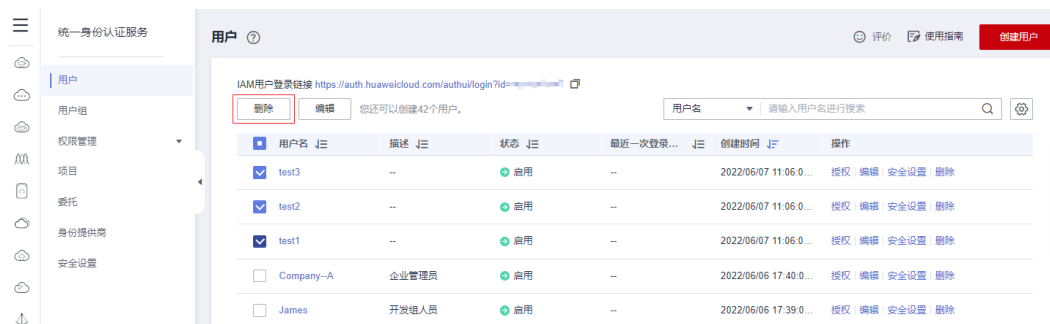 统一身份认证服务
用户
用户组
权限管理
项目
委托
身份提供商
安全设置
用户
评价 使用指南 创建用户
IAM用户登录链接 https://auth.huaweicloud.com/authui/login?id=
删除 编辑 您还可以创建42个用户。 用户名 请输入用户名进行搜索
用户名 描述 状态 最近一次登录... 创建时间 操作
test3 -- 启用 -- 2022/06/07 11:06:0... 授权 编辑 安全设置 删除
test2 -- 启用 -- 2022/06/07 11:06:0... 授权 编辑 安全设置 删除
test1 -- 启用 -- 2022/06/07 11:06:0... 授权 编辑 安全设置 删除
Company--A 企业管理员 启用 -- 2022/06/06 17:40:0... 授权 编辑 安全设置 删除
James 开发组人员 启用 -- 2022/06/06 17:39:0... 授权 编辑 安全设置 删除